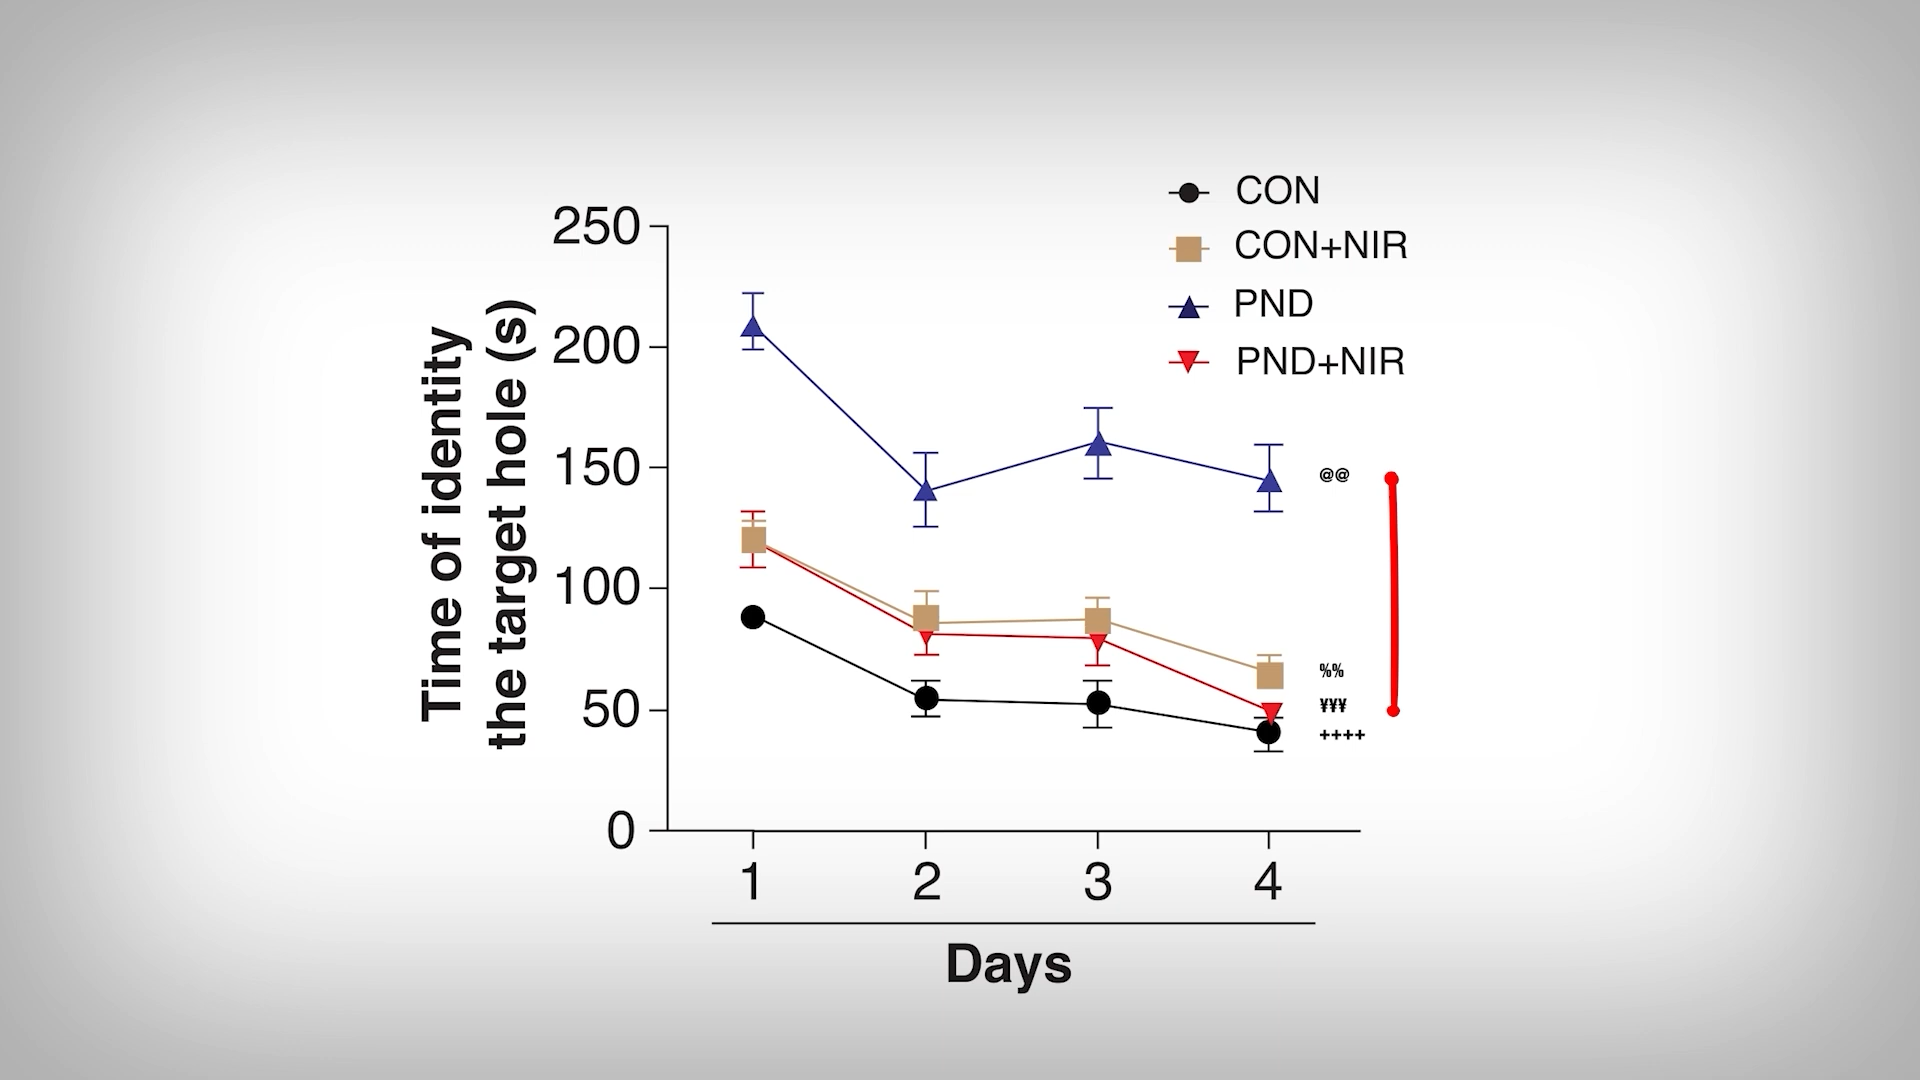 CON
CON+NIR
PND
PND+NIR
250
200
150
100
50
0
Time of identity
the target hole (s)
@@
%%
¥¥¥
++++
1 2 3 4
Days